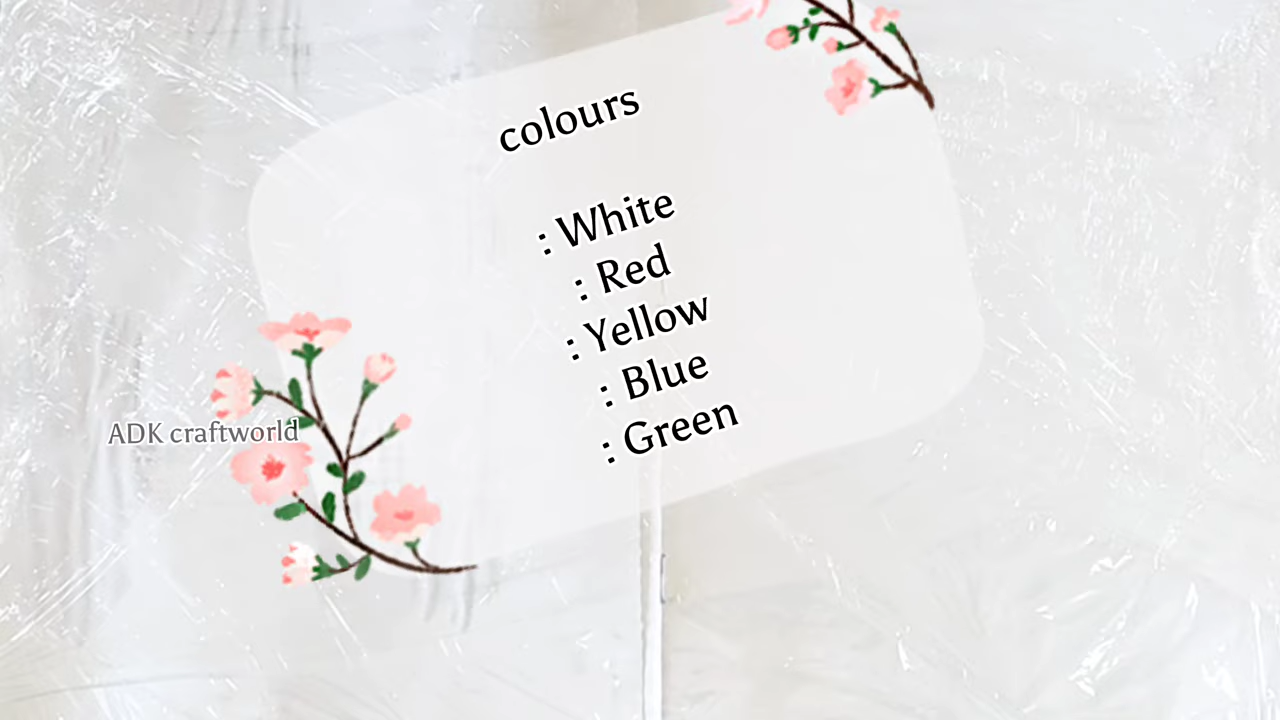 colours
: White
: Red
: Yellow
: Blue
: Green
ADK craftworld